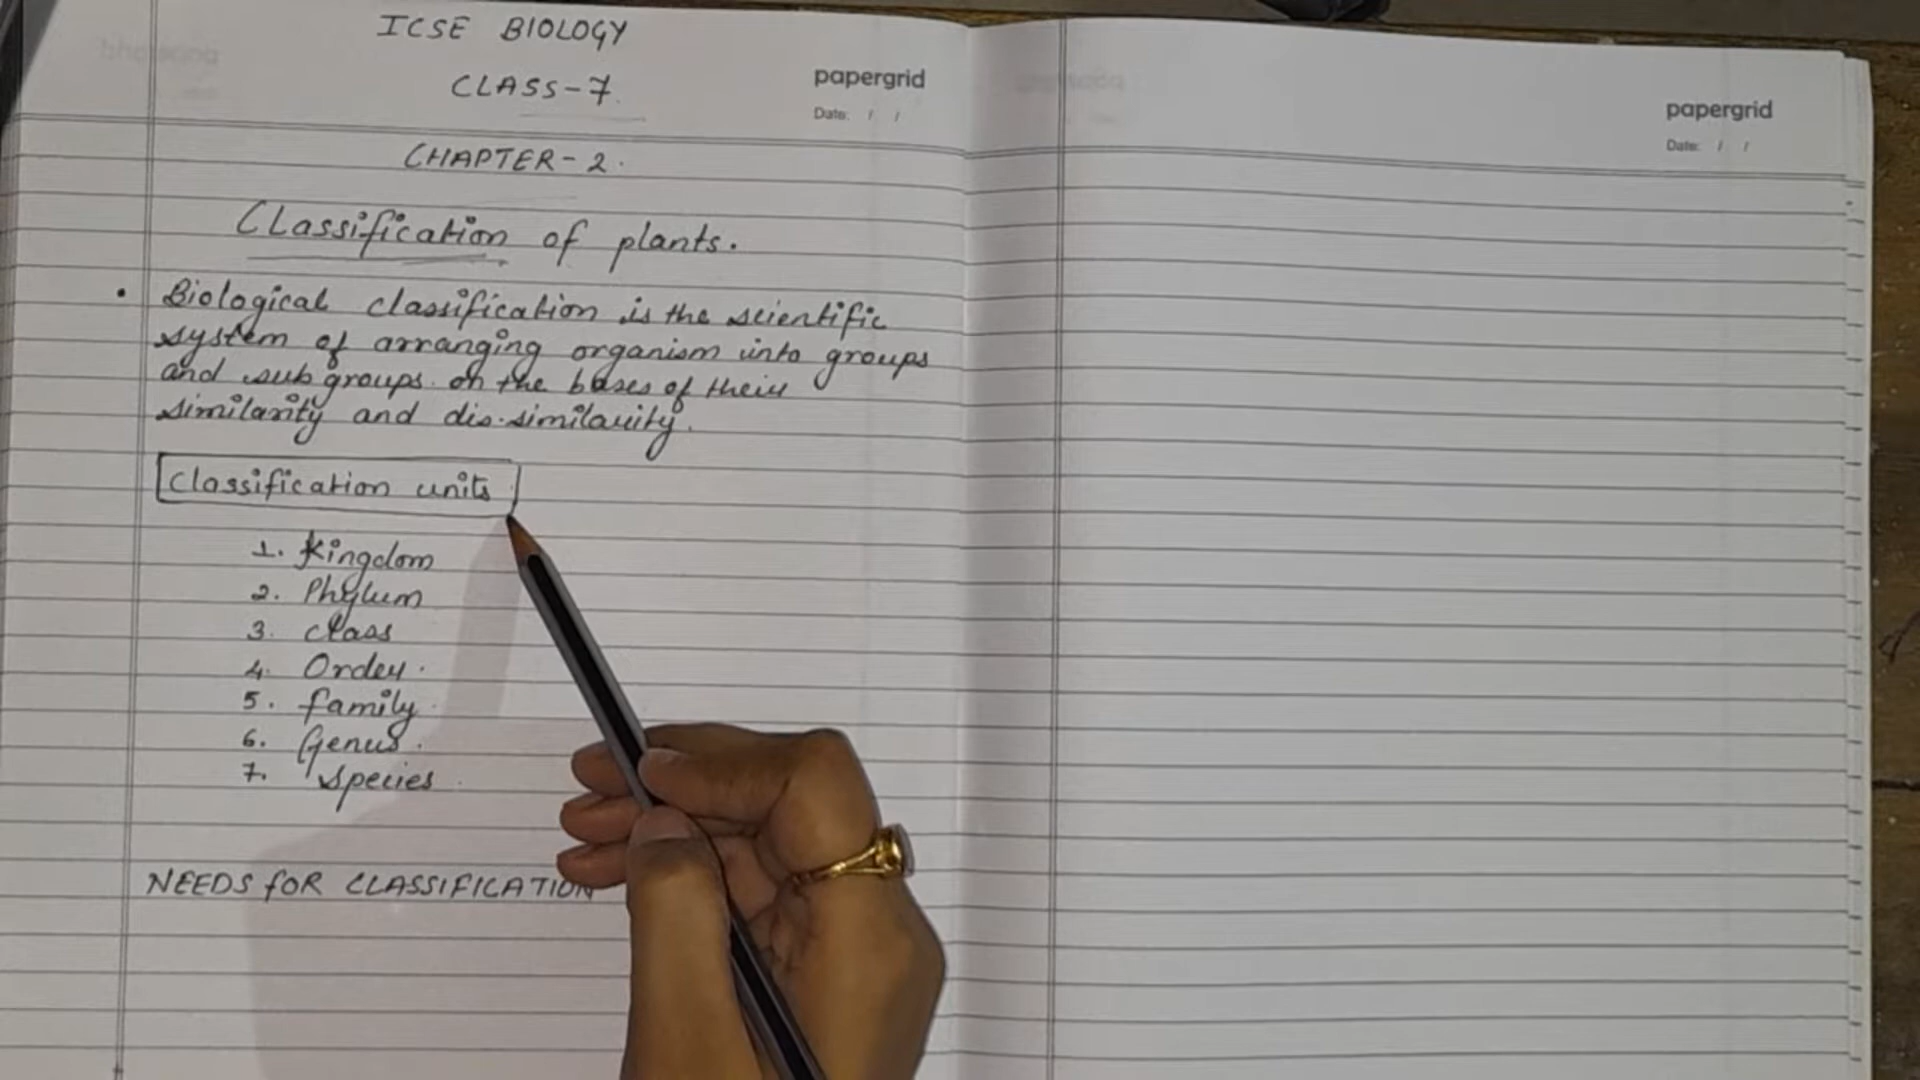 ICSE BIOLOGY
CLASS-7
papergrid
Date: / /
CHAPTER-2.
Classification of plants.
• Biological classification is the scientific
system of arranging organism into groups
and sub groups on the bases of their
similarity and dis-similarity.
Classification units
1. Kingdom
2. Phylum
3. class
4. Order.
5. family.
6. Genus.
7. species.
NEEDS FOR CLASSIFICATION
papergrid
Date: / /